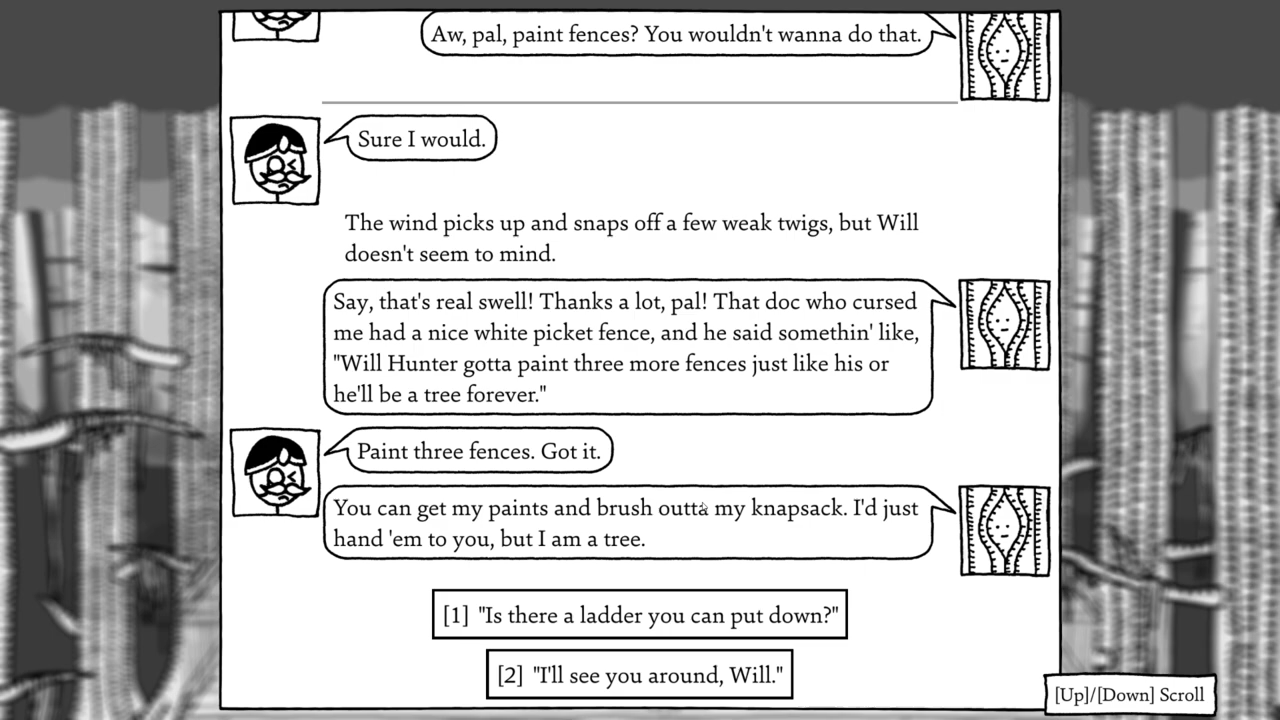 Aw, pal, paint fences? You wouldn't wanna do that.
Sure I would.
The wind picks up and snaps off a few weak twigs, but Will
doesn't seem to mind.
Say, that's real swell! Thanks a lot, pal! That doc who cursed
me had a nice white picket fence, and he said somethin' like,
"Will Hunter gotta paint three more fences just like his or
he'll be a tree forever."
Paint three fences. Got it.
You can get my paints and brush outta my knapsack. I'd just
hand 'em to you, but I am a tree.
[1] "Is there a ladder you can put down?"
[2] "I'll see you around, Will."
[Up]/[Down] Scroll